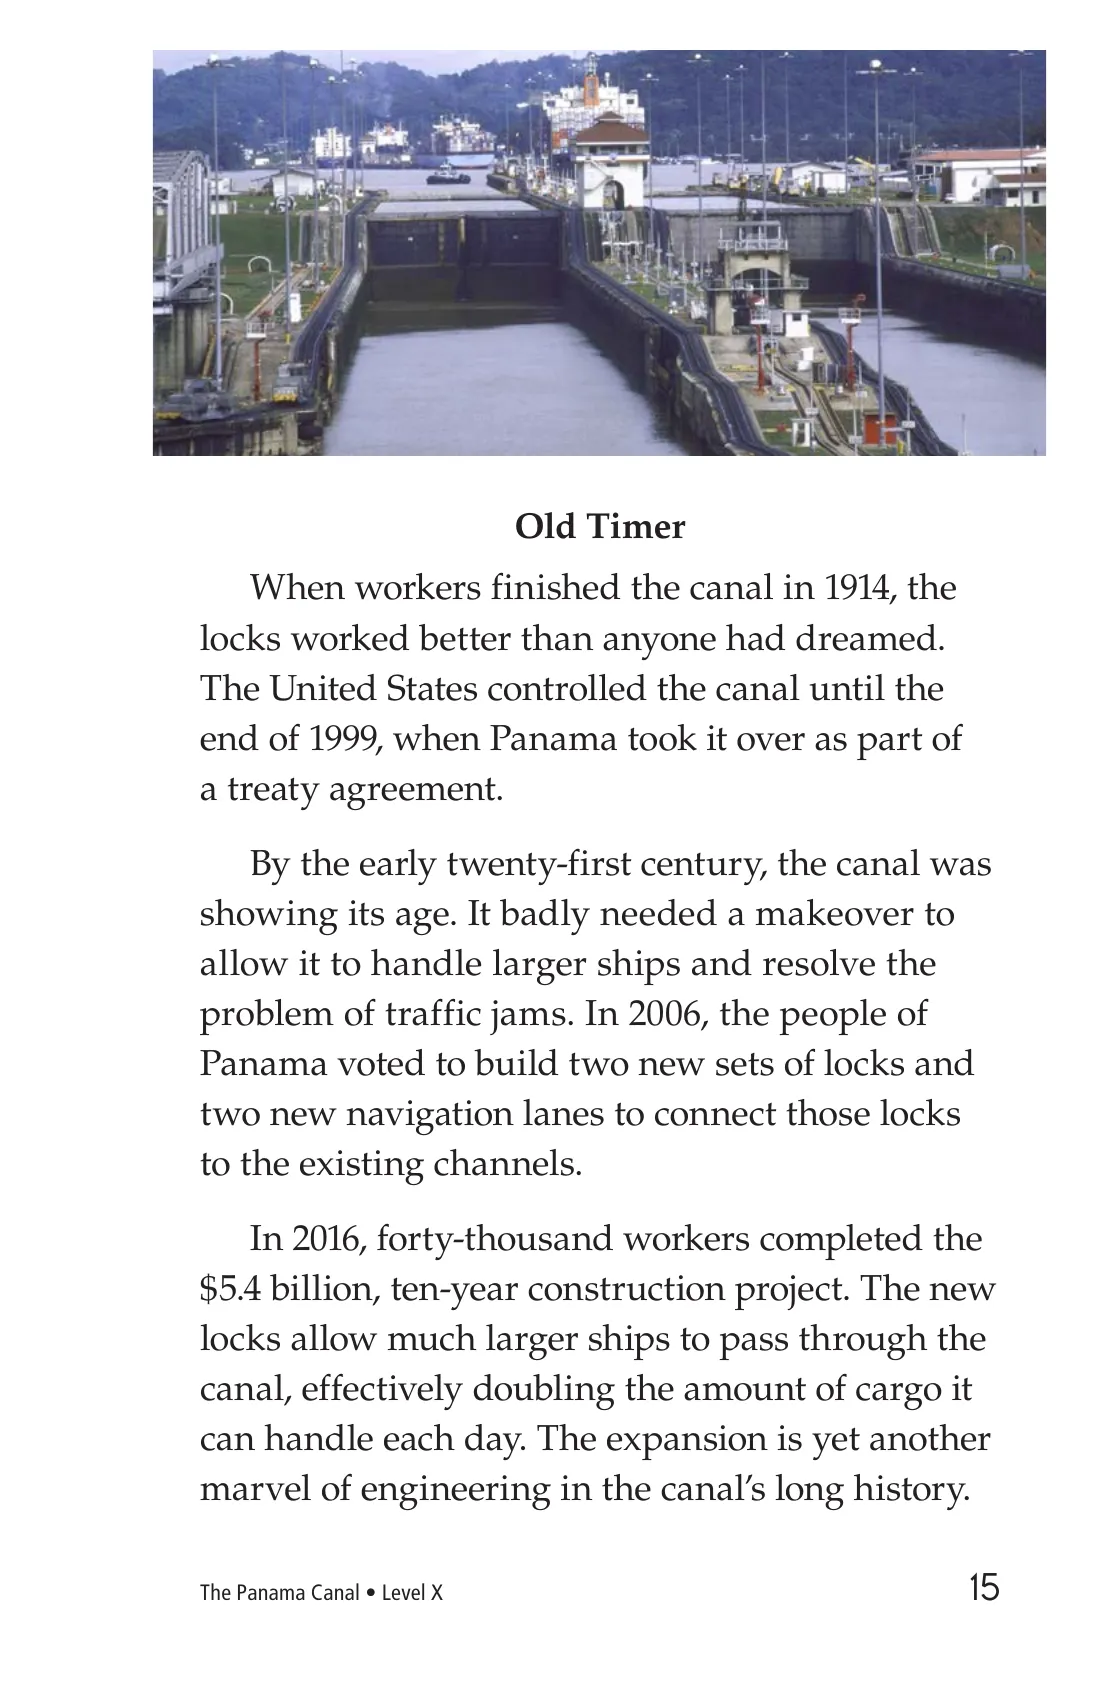 Old Timer
When workers finished the canal in 1914, the
locks worked better than anyone had dreamed.
The United States controlled the canal until the
end of 1999, when Panama took it over as part of
a treaty agreement.
By the early twenty-first century, the canal was
showing its age. It badly needed a makeover to
allow it to handle larger ships and resolve the
problem of traffic jams. In 2006, the people of
Panama voted to build two new sets of locks and
two new navigation lanes to connect those locks
to the existing channels.
In 2016, forty-thousand workers completed the
$5.4 billion, ten-year construction project. The new
locks allow much larger ships to pass through the
canal, effectively doubling the amount of cargo it
can handle each day. The expansion is yet another
marvel of engineering in the canal’s long history.
The Panama Canal • Level X
15